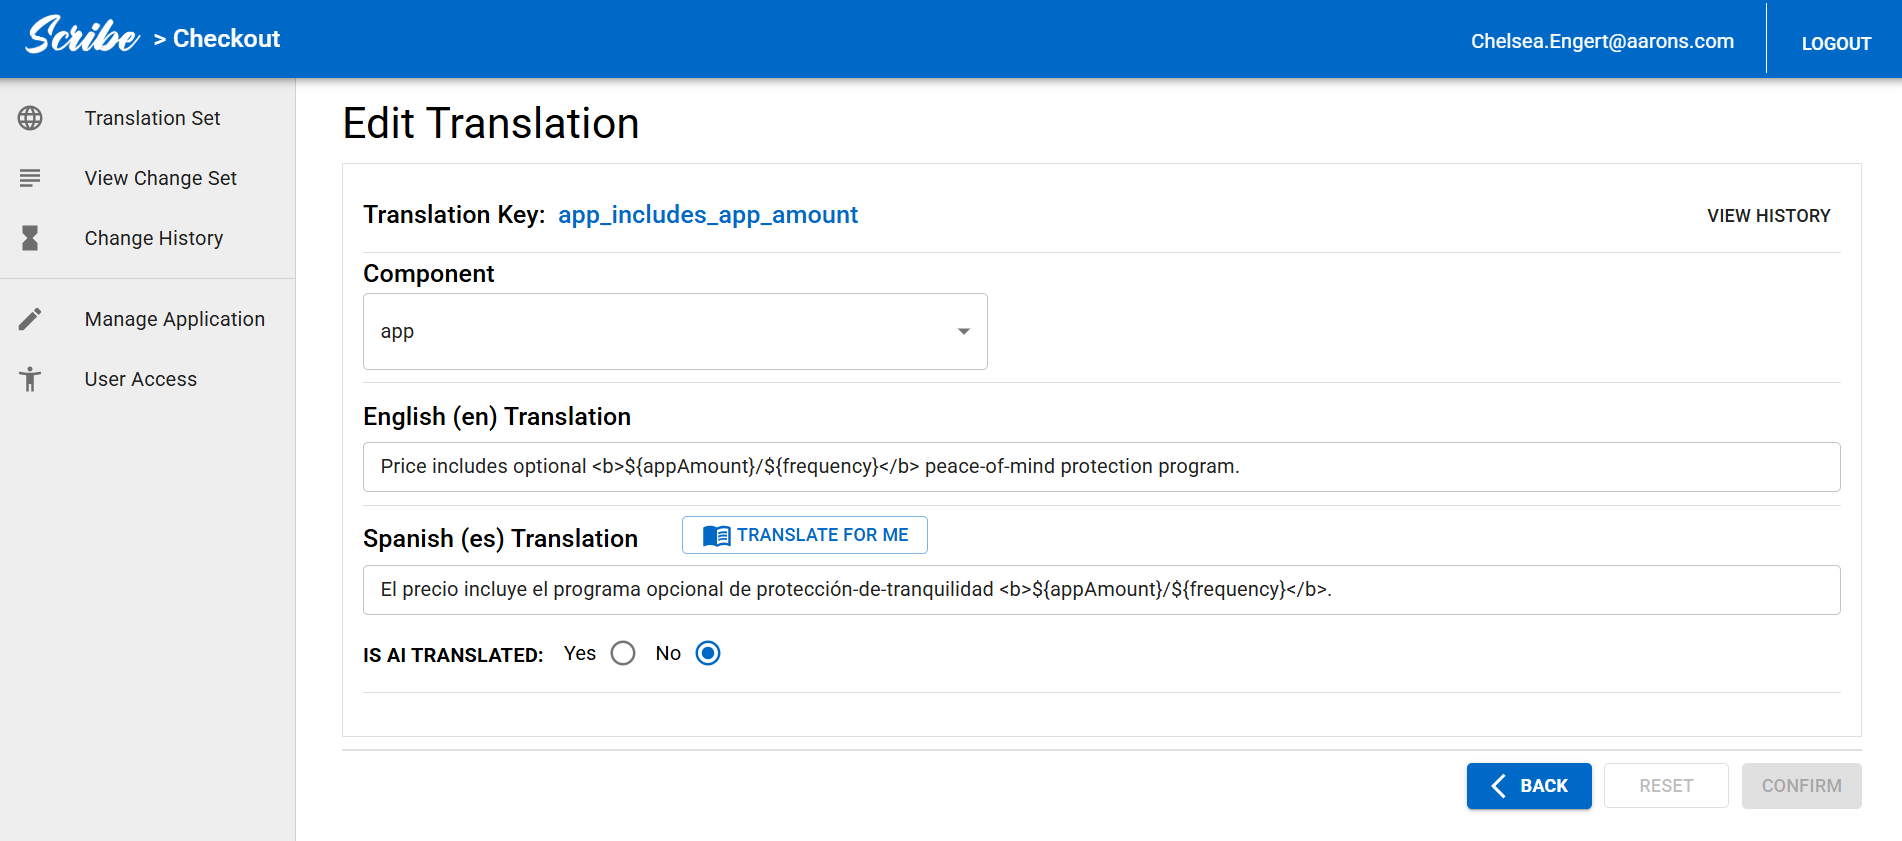 Scribe > Checkout
Chelsea.Engert@aarons.com
LOGOUT
Translation Set
View Change Set
Change History
Manage Application
User Access
Edit Translation
Translation Key: app_includes_app_amount
VIEW HISTORY
Component
app
English (en) Translation
Price includes optional <b>${appAmount}/${frequency}</b> peace-of-mind protection program.
Spanish (es) Translation
TRANSLATE FOR ME
El precio incluye el programa opcional de protección-de-tranquilidad <b>${appAmount}/${frequency}</b>.
IS AI TRANSLATED: Yes No
BACK
RESET
CONFIRM